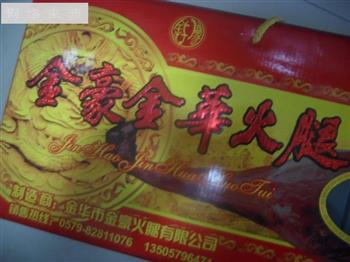 金豪金華火腿
Jin Hao Jin Hua Huo Tui
制造商：金华市金豪火腿有限公司
销售热线：0579-82811076 13505796474